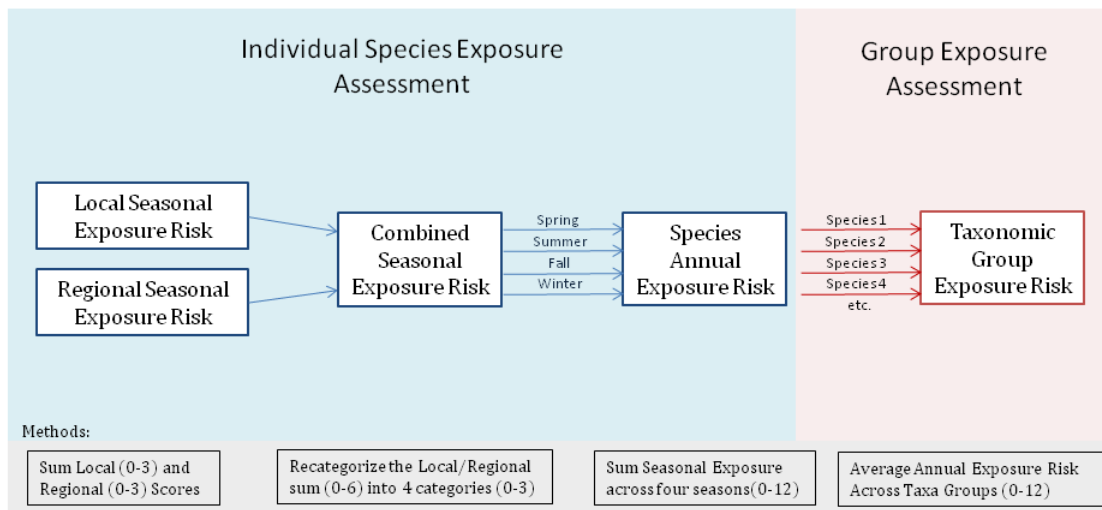 Individual Species Exposure
Assessment
Group Exposure
Assessment
Local Seasonal
Exposure Risk
Regional Seasonal
Exposure Risk
Combined
Seasonal
Exposure Risk
Spring
Summer
Fall
Winter
Species
Annual
Exposure Risk
Species 1
Species 2
Species 3
Species 4
etc.
Taxonomic
Group
Exposure Risk
Methods:
Sum Local (0-3) and
Regional (0-3) Scores
Recategorize the Local/Regional
sum (0-6) into 4 categories (0-3)
Sum Seasonal Exposure
across four seasons(0-12)
Average Annual Exposure Risk
Across Taxa Groups (0-12)